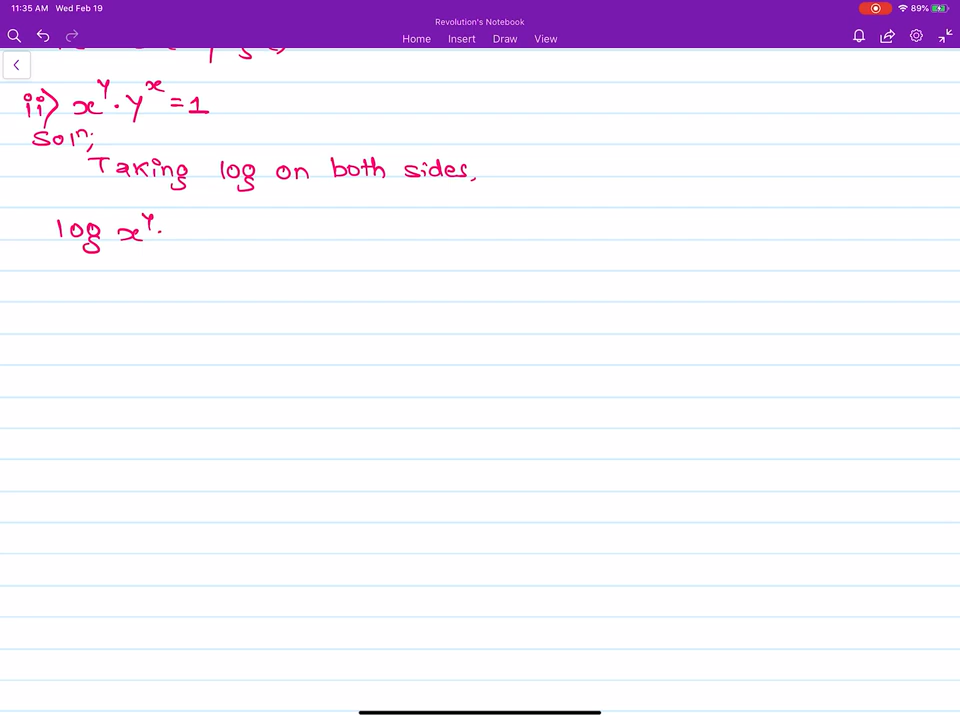 11:35 AM Wed Feb 19
89%
Revolution's Notebook
Home Insert Draw View
ii) x^y · y^x = 1
Solⁿ;
Taking log on both sides,
log x^y ·